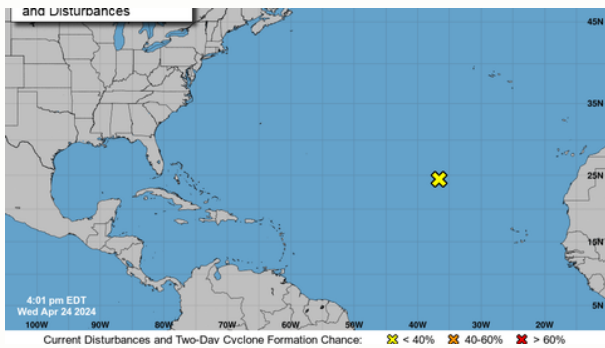 and Disturbances
45N
35N
25N
15N
5N
4:01 pm EDT
Wed Apr 24 2024
100W 90W 80W 70W 60W 50W 40W 30W 20W
Current Disturbances and Two-Day Cyclone Formation Chance: < 40% 40-60% > 60%